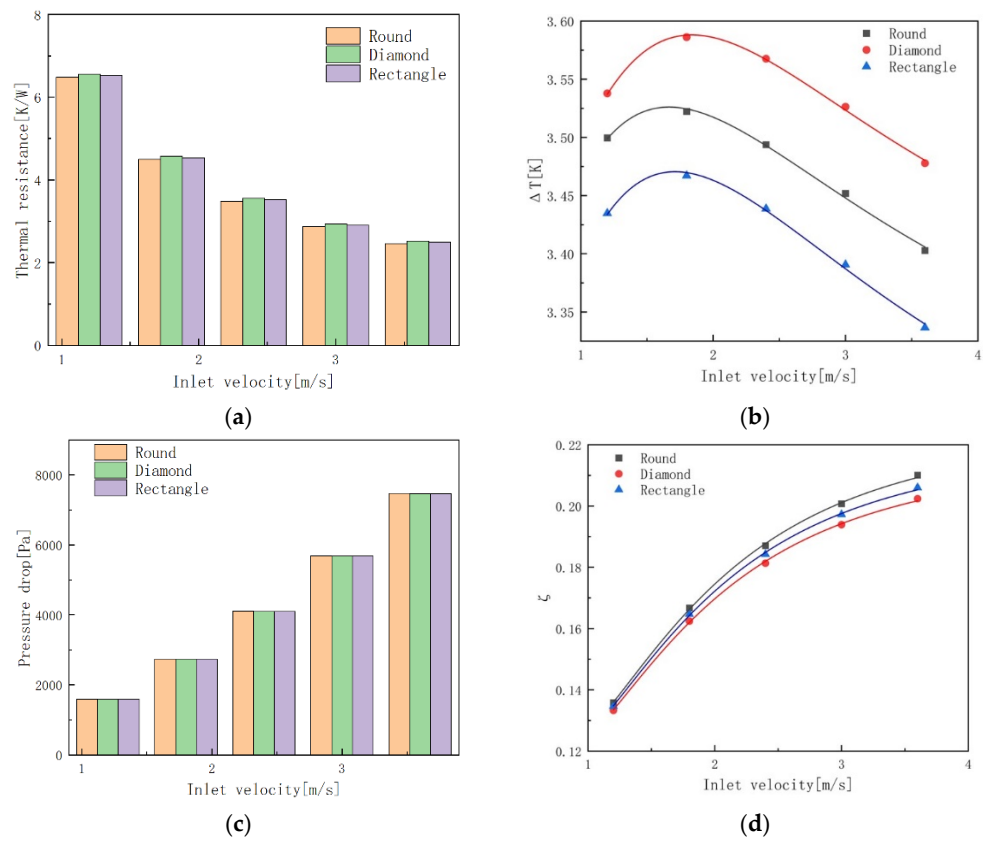 8
6
4
2
0
Thermal resistance[K/W]
Round
Diamond
Rectangle
1
2
3
Inlet velocity[m/s]
(a)
3.60
3.55
3.50
3.45
3.40
3.35
ΔT[K]
Round
Diamond
Rectangle
1
2
3
4
Inlet velocity[m/s]
(b)
8000
6000
4000
2000
0
Pressure drop[Pa]
Round
Diamond
Rectangle
1
2
3
Inlet velocity[m/s]
(c)
0.22
0.20
0.18
0.16
0.14
0.12
ζ
Round
Diamond
Rectangle
1
2
3
4
Inlet velocity[m/s]
(d)